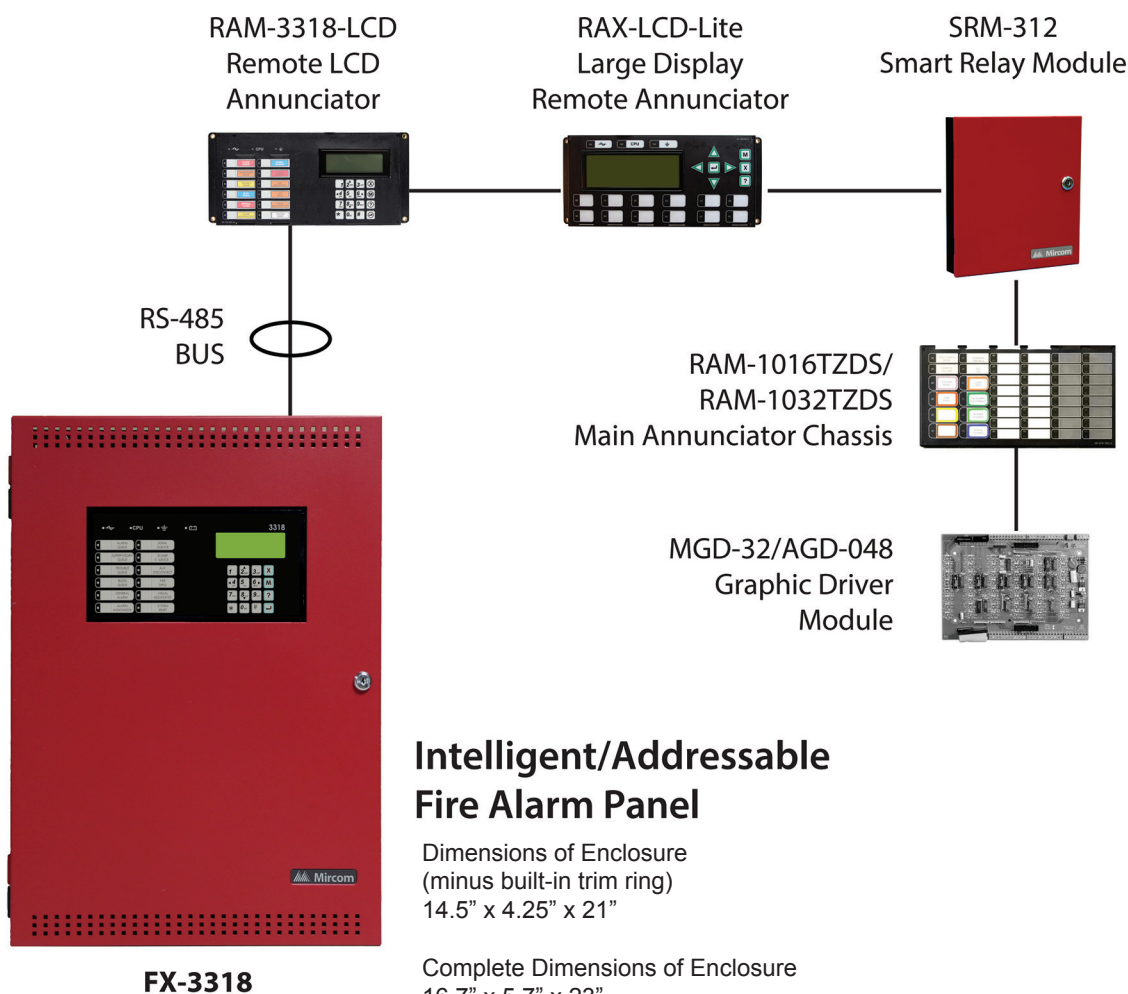 RAM-3318-LCD
Remote LCD
Annunciator
RAX-LCD-Lite
Large Display
Remote Annunciator
SRM-312
Smart Relay Module
CPU
CPU
M
X
?
Mircom
RS-485
BUS
RAM-1016TZDS/
RAM-1032TZDS
Main Annunciator Chassis
MGD-32/AGD-048
Graphic Driver
Module
CPU
3318
X
M
?
Mircom
FX-3318
Intelligent/Addressable
Fire Alarm Panel
Dimensions of Enclosure
(minus built-in trim ring)
14.5” x 4.25” x 21”
Complete Dimensions of Enclosure